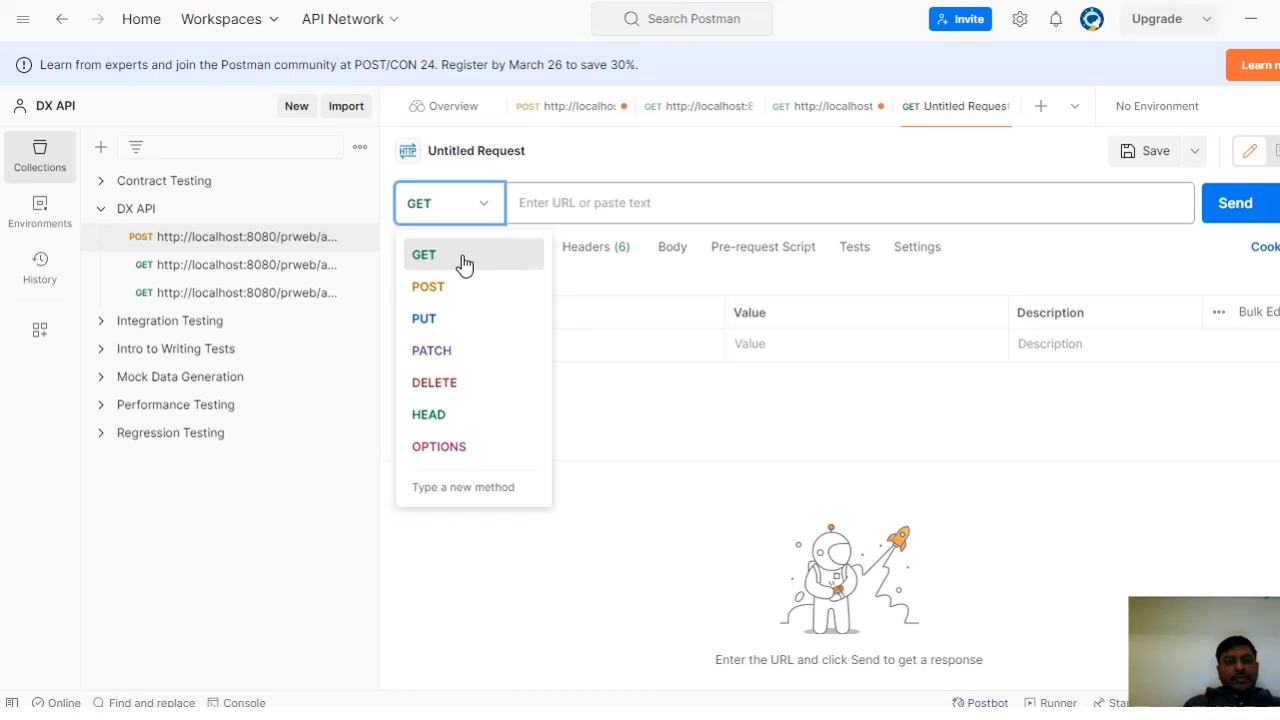 Home Workspaces API Network Search Postman Invite Upgrade
Learn from experts and join the Postman community at POST/CON 24. Register by March 26 to save 30%. Learn
DX API New Import Overview POST http://localho: GET http://localhost:8 GET http://localhost GET Untitled Request No Environment
Collections
HTTP Untitled Request Save
Contract Testing
GET Enter URL or paste text Send
Environments
DX API
POST http://localhost:8080/prweb/a...
Headers (6) Body Pre-request Script Tests Settings Cook
GET
History
GET http://localhost:8080/prweb/a...
POST
GET http://localhost:8080/prweb/a...
Value Description Bulk Ed
PUT
Integration Testing
Value Description
PATCH
Intro to Writing Tests
Mock Data Generation
DELETE
Performance Testing
HEAD
Regression Testing
OPTIONS
Type a new method
Enter the URL and click Send to get a response
Online Find and replace Console Postbot Runner Star